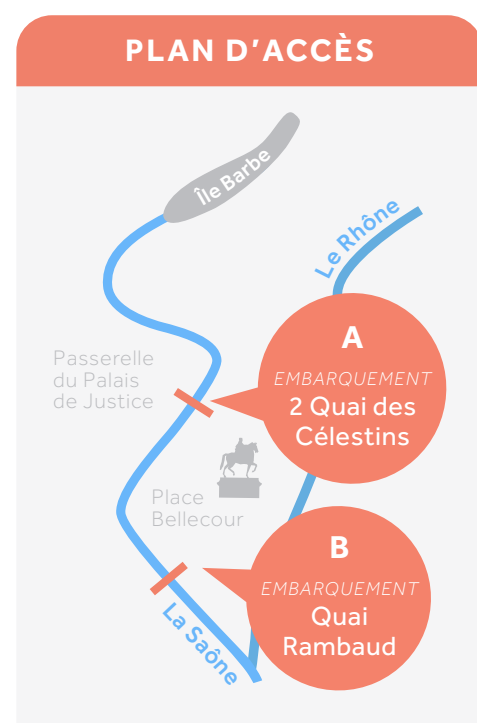 PLAN D'ACCÈS
Île Barbe
Le Rhône
A
EMBARQUEMENT
2 Quai des
Célestins
Passerelle
du Palais
de Justice
Place
Bellecour
B
EMBARQUEMENT
Quai
Rambaud
La Saône